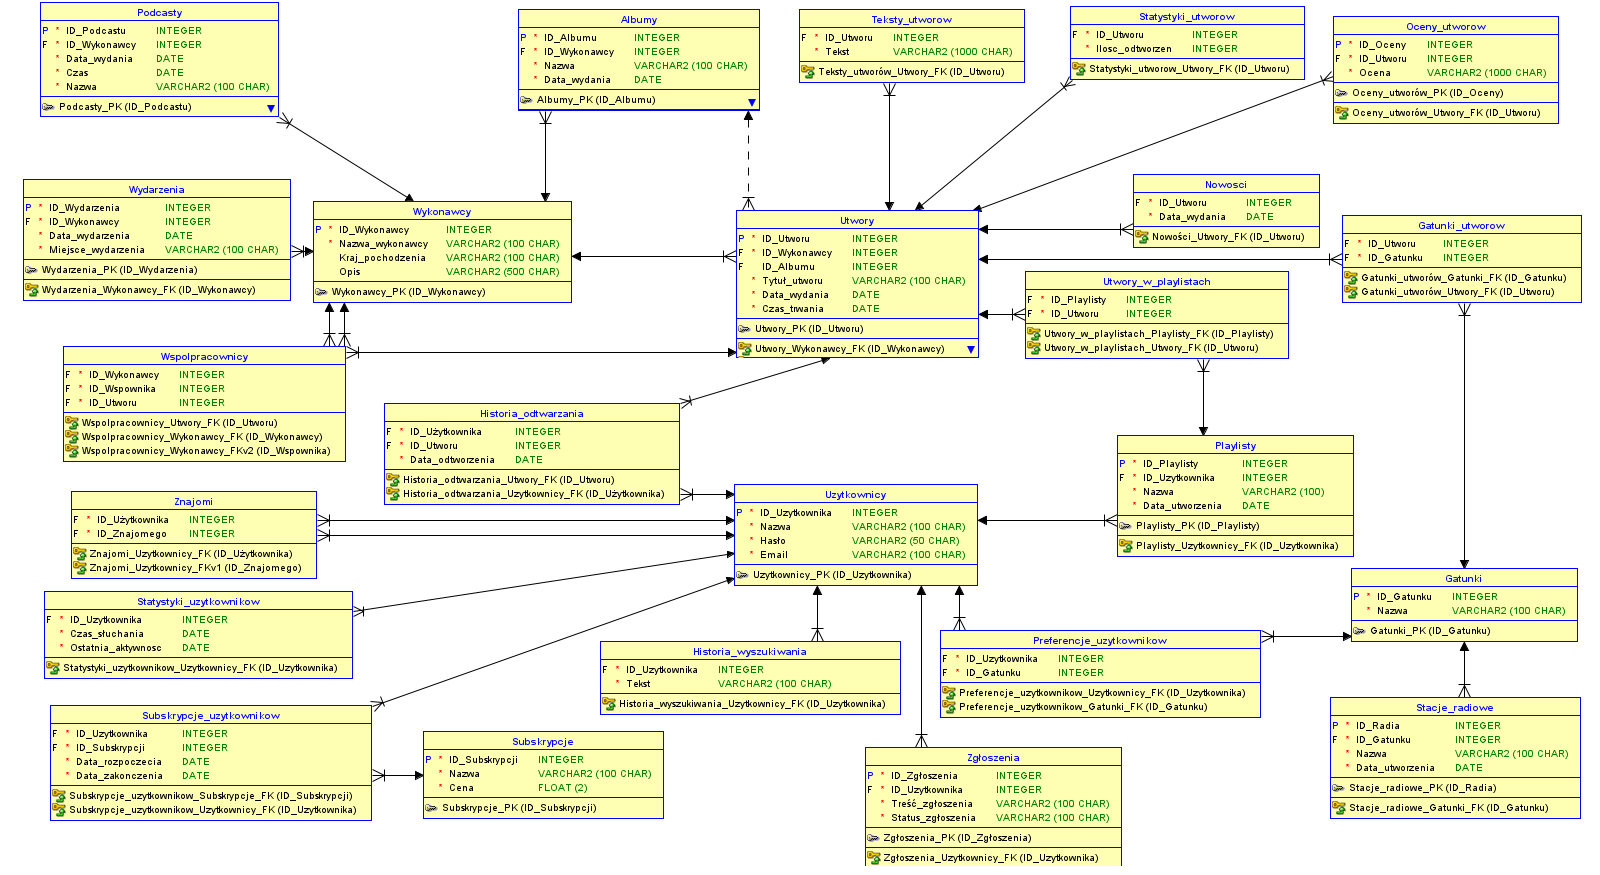 Podcasty
P * ID_Podcastu INTEGER
F * ID_Wykonawcy INTEGER
* Data_wydania DATE
* Czas DATE
* Nazwa VARCHAR2 (100 CHAR)
Podcasty_PK (ID_Podcastu)
Albumy
P * ID_Albumu INTEGER
F * ID_Wykonawcy INTEGER
* Nazwa VARCHAR2 (100 CHAR)
* Data_wydania DATE
Albumy_PK (ID_Albumu)
Teksty_utworow
F * ID_Utworu INTEGER
* Tekst VARCHAR2 (1000 CHAR)
Teksty_utworów_Utwory_FK (ID_Utworu)
Statystyki_utworow
F * ID_Utworu INTEGER
* Ilosc_odtworzen INTEGER
Statystyki_utworow_Utwory_FK (ID_Utworu)
Oceny_utworow
P * ID_Oceny INTEGER
F * ID_Utworu INTEGER
* Ocena VARCHAR2 (1000 CHAR)
Oceny_utworów_PK (ID_Oceny)
Oceny_utworów_Utwory_FK (ID_Utworu)
Wydarzenia
P * ID_Wydarzenia INTEGER
F * ID_Wykonawcy INTEGER
* Data_wydarzenia DATE
* Miejsce_wydarzenia VARCHAR2 (100 CHAR)
Wydarzenia_PK (ID_Wydarzenia)
Wydarzenia_Wykonawcy_FK (ID_Wykonawcy)
Wykonawcy
P * ID_Wykonawcy INTEGER
* Nazwa_wykonawcy VARCHAR2 (100 CHAR)
Kraj_pochodzenia VARCHAR2 (100 CHAR)
Opis VARCHAR2 (500 CHAR)
Wykonawcy_PK (ID_Wykonawcy)
Utwory
P * ID_Utworu INTEGER
F * ID_Wykonawcy INTEGER
F ID_Albumu INTEGER
* Tytuł_utworu VARCHAR2 (100 CHAR)
* Data_wydania DATE
* Czas_trwania DATE
Utwory_PK (ID_Utworu)
Utwory_Wykonawcy_FK (ID_Wykonawcy)
Nowosci
F * ID_Utworu INTEGER
* Data_wydania DATE
Nowości_Utwory_FK (ID_Utworu)
Gatunki_utworow
F * ID_Utworu INTEGER
F * ID_Gatunku INTEGER
Gatunki_utworów_Gatunki_FK (ID_Gatunku)
Gatunki_utworów_Utwory_FK (ID_Utworu)
Utwory_w_playlistach
F * ID_Playlisty INTEGER
F * ID_Utworu INTEGER
Utwory_w_playlistach_Playlisty_FK (ID_Playlisty)
Utwory_w_playlistach_Utwory_FK (ID_Utworu)
Wspolpracownicy
F * ID_Wykonawcy INTEGER
F * ID_Wspownika INTEGER
F * ID_Utworu INTEGER
Wspolpracownicy_Utwory_FK (ID_Utworu)
Wspolpracownicy_Wykonawcy_FK (ID_Wykonawcy)
Wspolpracownicy_Wykonawcy_FKv2 (ID_Wspownika)
Historia_odtwarzania
F * ID_Użytkownika INTEGER
F * ID_Utworu INTEGER
* Data_odtworzenia DATE
Historia_odtwarzania_Utwory_FK (ID_Utworu)
Historia_odtwarzania_Uzytkownicy_FK (ID_Użytkownika)
Playlisty
P * ID_Playlisty INTEGER
F * ID_Uzytkownika INTEGER
* Nazwa VARCHAR2 (100)
* Data_utworzenia DATE
Playlisty_PK (ID_Playlisty)
Playlisty_Uzytkownicy_FK (ID_Uzytkownika)
Znajomi
F * ID_Użytkownika INTEGER
F * ID_Znajomego INTEGER
Znajomi_Uzytkownicy_FK (ID_Użytkownika)
Znajomi_Uzytkownicy_FKv1 (ID_Znajomego)
Uzytkownicy
P * ID_Uzytkownika INTEGER
* Nazwa VARCHAR2 (100 CHAR)
* Hasło VARCHAR2 (50 CHAR)
* Email VARCHAR2 (100 CHAR)
Uzytkownicy_PK (ID_Uzytkownika)
Gatunki
P * ID_Gatunku INTEGER
* Nazwa VARCHAR2 (100 CHAR)
Gatunki_PK (ID_Gatunku)
Statystyki_uzytkownikow
F * ID_Uzytkownika INTEGER
* Czas_słuchania DATE
* Ostatnia_aktywnosc DATE
Statystyki_uzytkownikow_Uzytkownicy_FK (ID_Uzytkownika)
Historia_wyszukiwania
F * ID_Uzytkownika INTEGER
* Tekst VARCHAR2 (100 CHAR)
Historia_wyszukiwania_Uzytkownicy_FK (ID_Uzytkownika)
Preferencje_uzytkownikow
F * ID_Uzytkownika INTEGER
F * ID_Gatunku INTEGER
Preferencje_uzytkownikow_Uzytkownicy_FK (ID_Uzytkownika)
Preferencje_uzytkownikow_Gatunki_FK (ID_Gatunku)
Subskrypcje_uzytkownikow
F * ID_Uzytkownika INTEGER
F * ID_Subskrypcji INTEGER
* Data_rozpoczecia DATE
* Data_zakonczenia DATE
Subskrypcje_uzytkownikow_Subskrypcje_FK (ID_Subskrypcji)
Subskrypcje_uzytkownikow_Uzytkownicy_FK (ID_Uzytkownika)
Subskrypcje
P * ID_Subskrypcji INTEGER
* Nazwa VARCHAR2 (100 CHAR)
* Cena FLOAT (2)
Subskrypcje_PK (ID_Subskrypcji)
Stacje_radiowe
P * ID_Radia INTEGER
F * ID_Gatunku INTEGER
* Nazwa VARCHAR2 (100 CHAR)
* Data_utworzenia DATE
Stacje_radiowe_PK (ID_Radia)
Stacje_radiowe_Gatunki_FK (ID_Gatunku)
Zgłoszenia
P * ID_Zgłoszenia INTEGER
F * ID_Uzytkownika INTEGER
* Treść_zgłoszenia VARCHAR2 (100 CHAR)
* Status_zgłoszenia VARCHAR2 (100 CHAR)
Zgłoszenia_PK (ID_Zgłoszenia)
Zgłoszenia_Uzytkownicy_FK (ID_Uzytkownika)